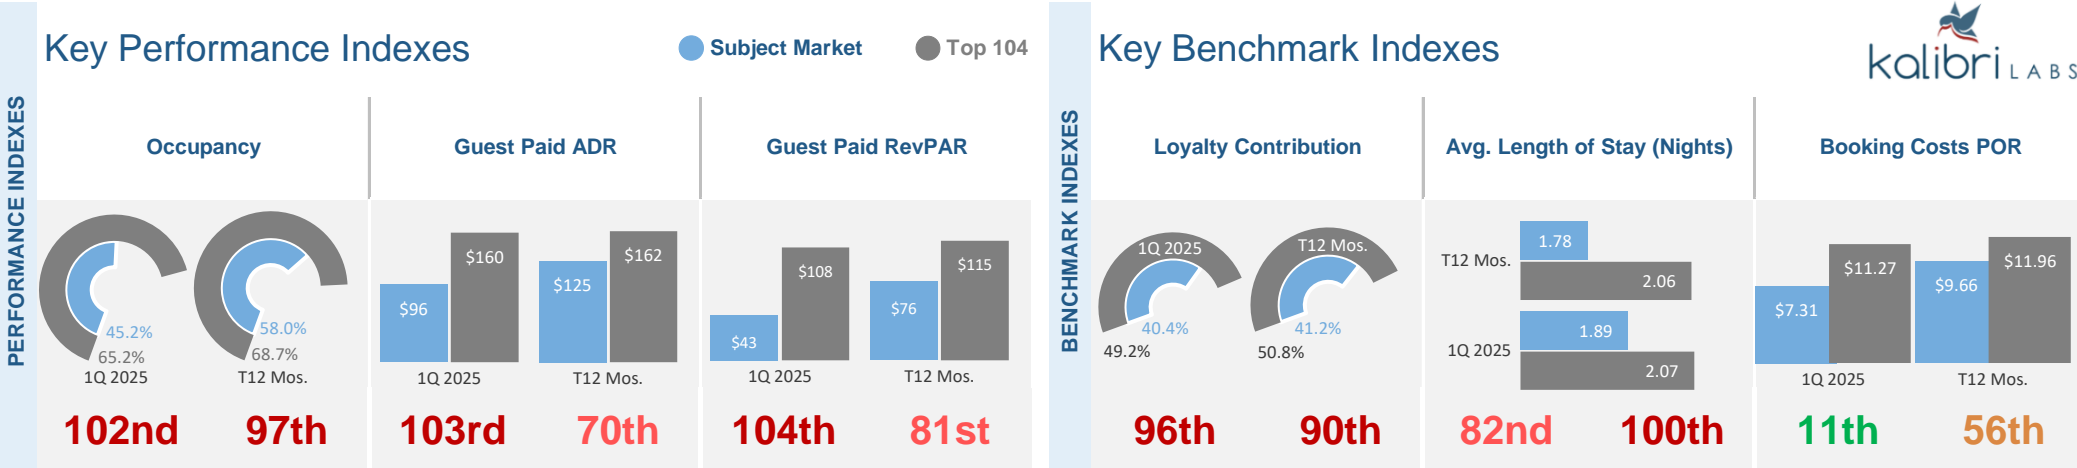 PERFORMANCE INDEXES
Key Performance Indexes
Subject Market
Top 104
Occupancy
Guest Paid ADR
Guest Paid RevPAR
45.2%
65.2%
1Q 2025
58.0%
68.7%
T12 Mos.
$96
$160
1Q 2025
$125
$162
T12 Mos.
$43
$108
1Q 2025
$76
$115
T12 Mos.
102nd
97th
103rd
70th
104th
81st
BENCHMARK INDEXES
Key Benchmark Indexes
kalibri LABS
Loyalty Contribution
Avg. Length of Stay (Nights)
Booking Costs POR
1Q 2025
40.4%
49.2%
T12 Mos.
41.2%
50.8%
T12 Mos.
1.78
2.06
1Q 2025
1.89
2.07
$7.31
$11.27
1Q 2025
$9.66
$11.96
T12 Mos.
96th
90th
82nd
100th
11th
56th